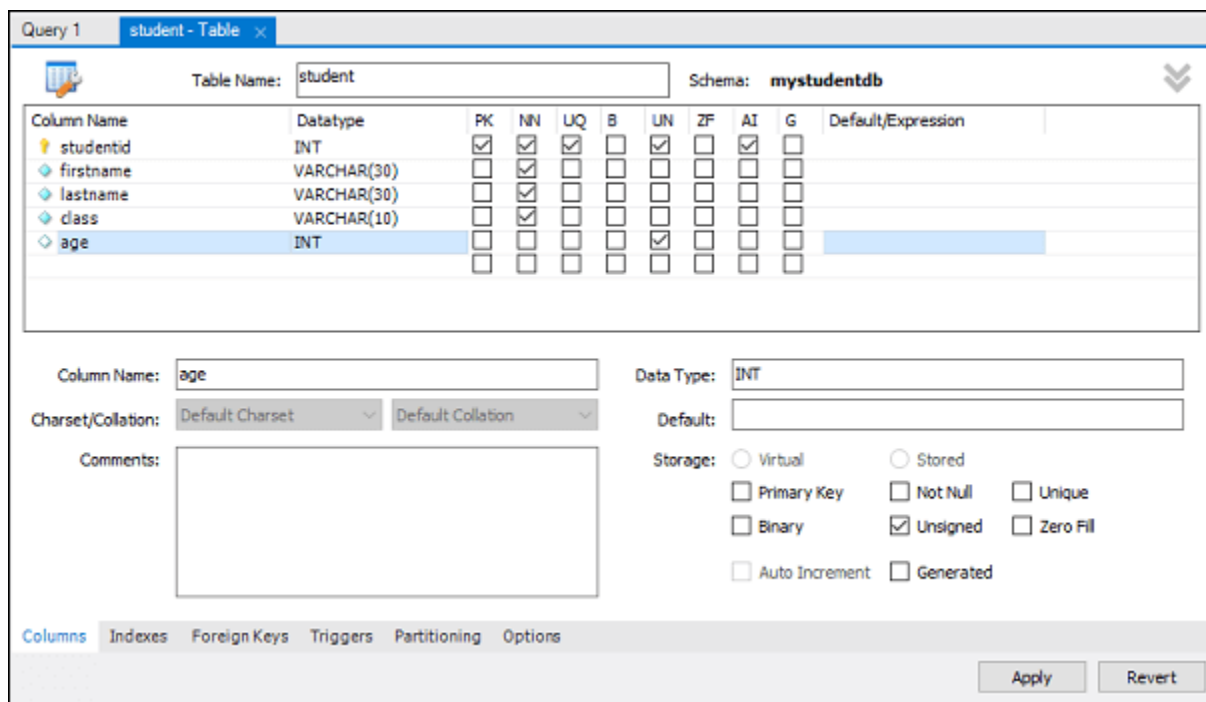 Query 1 student - Table ×
Table Name: student Schema: mystudentdb
Column Name Datatype PK NN UQ B UN ZF AI G Default/Expression
studentid INT
firstname VARCHAR(30)
lastname VARCHAR(30)
class VARCHAR(10)
age INT
Column Name: age Data Type: INT
Charset/Collation: Default Charset Default Collation Default:
Comments: Storage: Virtual Stored
Primary Key Not Null Unique
Binary Unsigned Zero Fill
Auto Increment Generated
Columns Indexes Foreign Keys Triggers Partitioning Options
Apply Revert